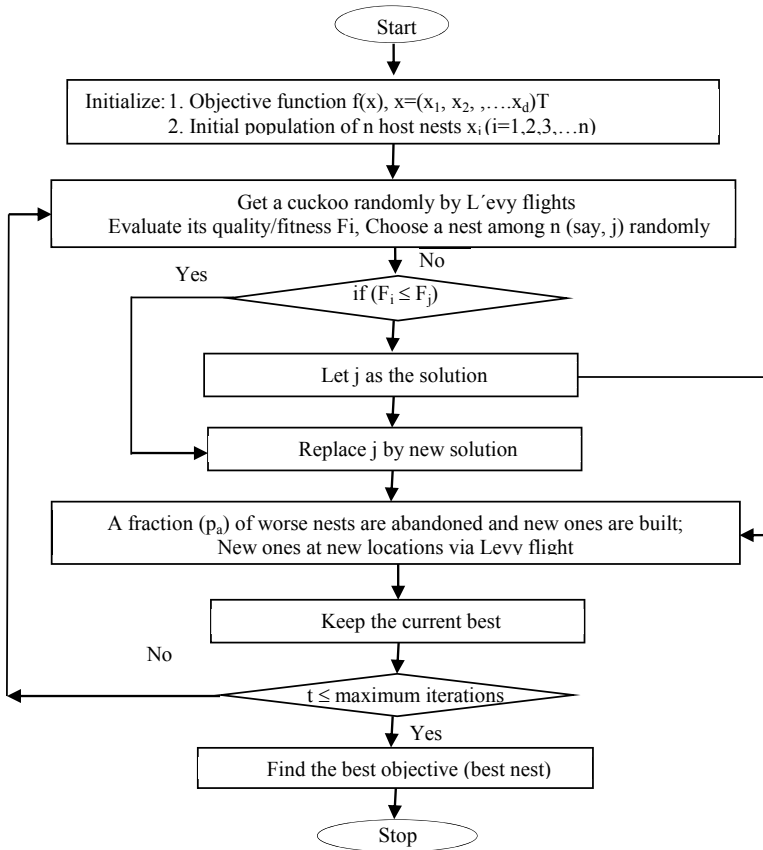 Start
Initialize: 1. Objective function f(x), x=(x1, x2, ,….xd)T
2. Initial population of n host nests xi (i=1,2,3,…n)
Get a cuckoo randomly by L´evy flights
Evaluate its quality/fitness Fi, Choose a nest among n (say, j) randomly
No
Yes
if (Fi ≤ Fj)
Let j as the solution
Replace j by new solution
A fraction (pa) of worse nests are abandoned and new ones are built;
New ones at new locations via Levy flight
Keep the current best
No
t ≤ maximum iterations
Yes
Find the best objective (best nest)
Stop